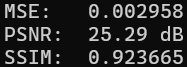 MSE:   0.002958
PSNR:  25.29 dB
SSIM:  0.923665